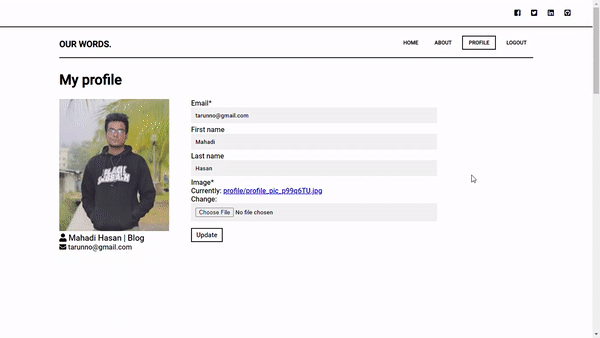 OUR WORDS.
HOME ABOUT PROFILE LOGOUT
My profile
Email*
tarunno@gmail.com
First name
Mahadi
Last name
Hasan
Image*
Currently: profile/profile_pic_p99q6TU.jpg
Change:
Choose File No file chosen
Update
Mahadi Hasan | Blog
tarunno@gmail.com